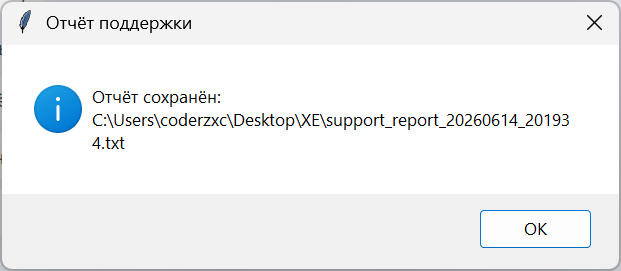 Отчёт поддержки
Отчёт сохранён:
C:\Users\coderzxc\Desktop\XE\support_report_20260614_20193
4.txt
OK